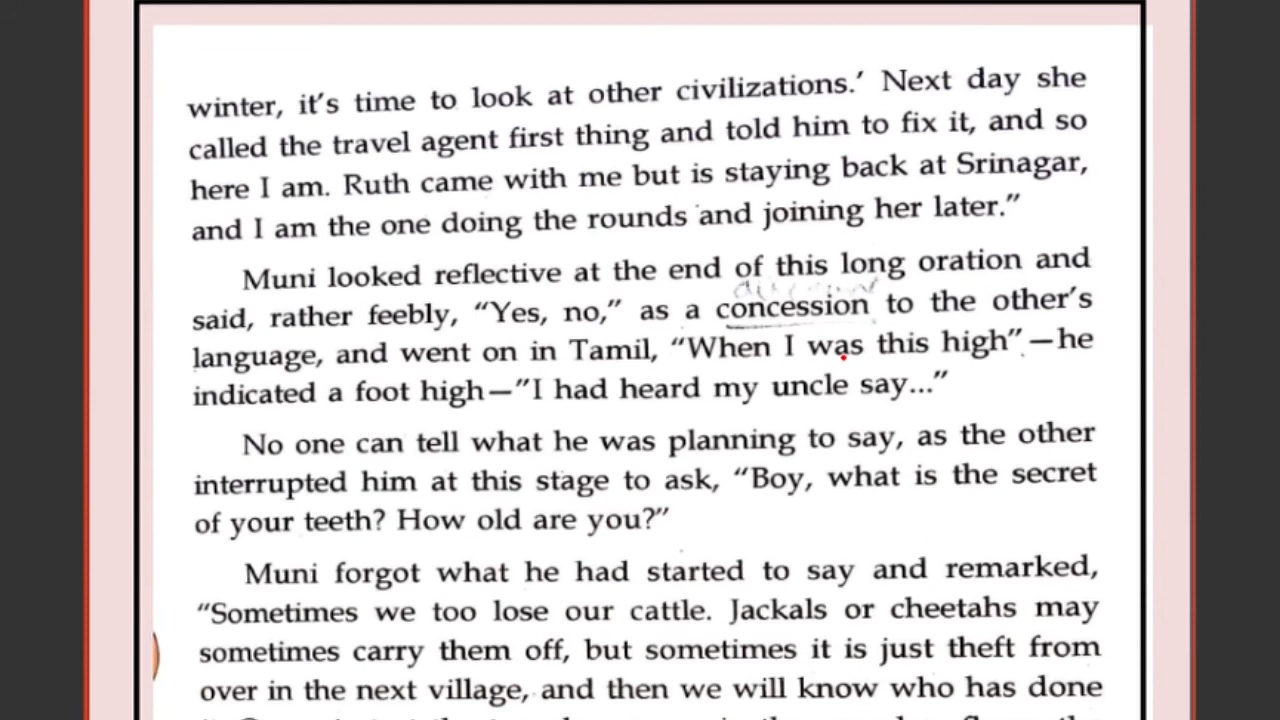 winter, it's time to look at other civilizations.' Next day she
called the travel agent first thing and told him to fix it, and so
here I am. Ruth came with me but is staying back at Srinagar,
and I am the one doing the rounds and joining her later.”
Muni looked reflective at the end of this long oration and
said, rather feebly, “Yes, no,” as a concession to the other's
language, and went on in Tamil, “When I was this high”—he
indicated a foot high—”I had heard my uncle say...”
No one can tell what he was planning to say, as the other
interrupted him at this stage to ask, “Boy, what is the secret
of your teeth? How old are you?”
Muni forgot what he had started to say and remarked,
“Sometimes we too lose our cattle. Jackals or cheetahs may
sometimes carry them off, but sometimes it is just theft from
over in the next village, and then we will know who has done